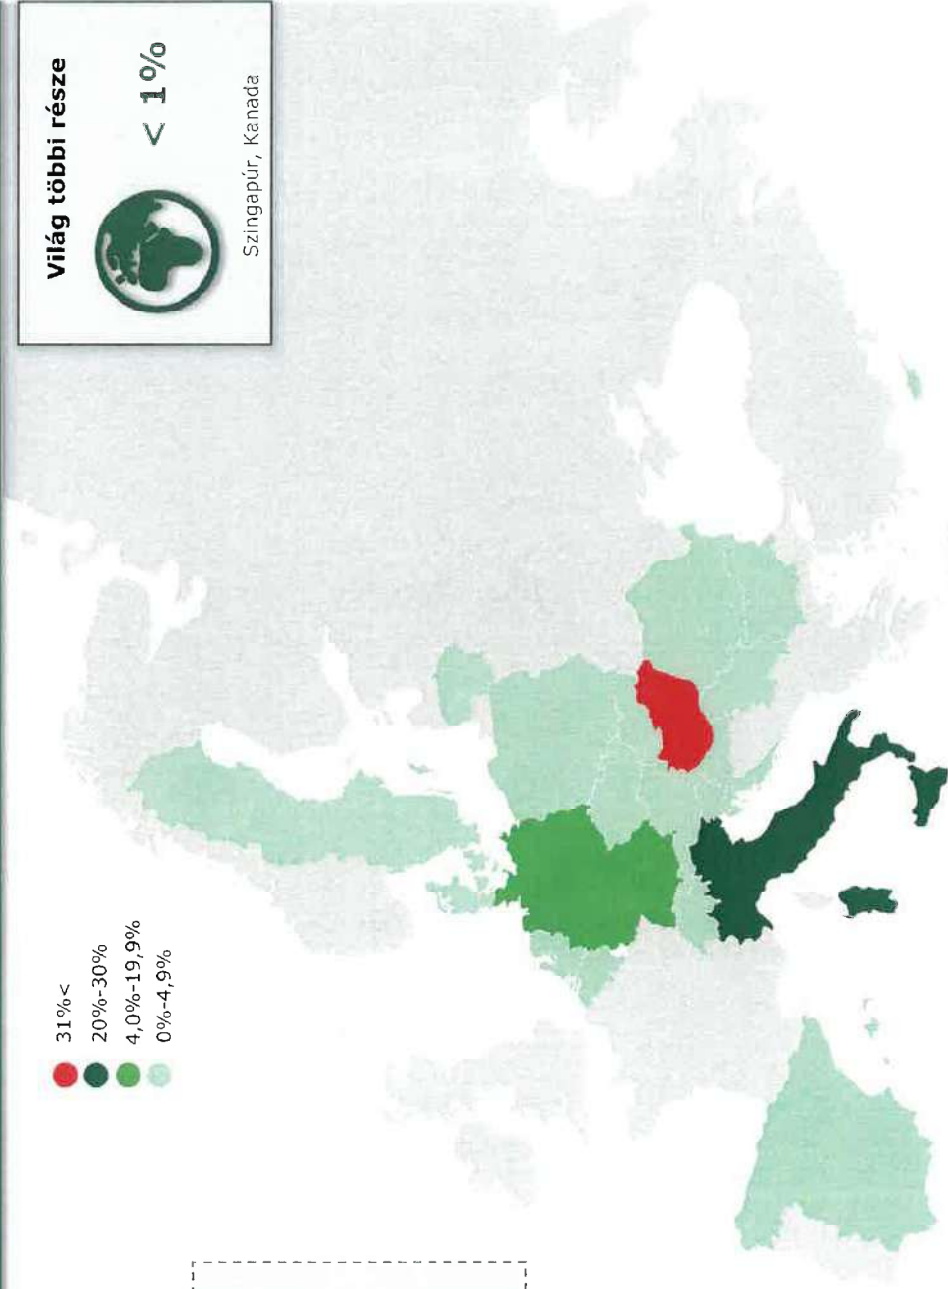 Világ többi része
< 1%
Szingapúr, Kanada
31%<
20%-30%
4,0%-19,9%
0%-4,9%